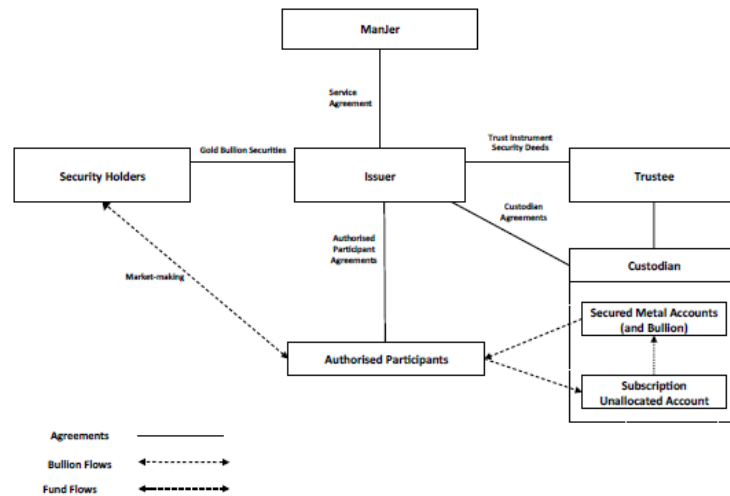 ManJer
Service
Agreement
Gold Bullion Securities
Trust Instrument
Security Deeds
Security Holders
Issuer
Trustee
Custodian
Agreements
Authorised
Participant
Agreements
Custodian
Market-making
Secured Metal Accounts
(and Bullion)
Authorised Participants
Subscription
Unallocated Account
Agreements
Bullion Flows
Fund Flows